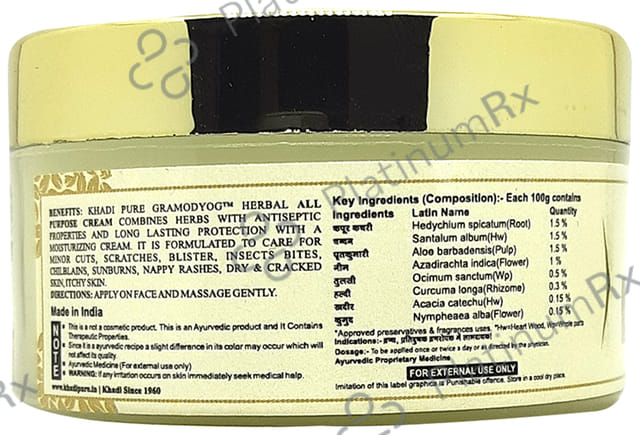 BENEFITS: KHADI PURE GRAMODYOG™ HERBAL ALL
PURPOSE CREAM COMBINES HERBS WITH ANTISEPTIC
PROPERTIES AND LONG LASTING PROTECTION WITH A
MOISTURIZING CREAM. IT IS FORMULATED TO CARE FOR
MINOR CUTS, SCRATCHES, BLISTER, INSECTS BITES,
CHILBLAINS, SUNBURNS, NAPPY RASHES, DRY & CRACKED
SKIN, ITCHY SKIN.
DIRECTIONS: APPLY ON FACE AND MASSAGE GENTLY.
Made in India
NOTE
• This is a not a cosmetic product. This is an Ayurvedic product and It Contains
Therapeutic Properties.
• Since it is a ayurvedic recipe a slight difference in its color may occur which will
not affect its quality.
• Ayurvedic Medicine (For external use only)
• WARNING: If any irritation occurs on skin immediately seek medical help.
www.khadipure.in | Khadi Since 1960
Key Ingredients (Composition):- Each 100g contains
Ingredients Latin Name Quantity
कपूर कचरी Hedychium spicatum(Root) 1.5 %
चन्दन Santalum album(Hw) 1.5 %
घृतकुमारी Aloe barbadensis(Pulp) 1.5 %
नीम Azadirachta indica(Flower) 1 %
तुलसी Ocimum sanctum(Wp) 0.5 %
हल्दी Curcuma longa(Rhizome) 0.3 %
खदीर Acacia catechu(Hw) 0.15 %
कुमुद Nympheaea alba(Flower) 0.15 %
*Approved preservatives & fragrances uses. *Hw=Heart Wood, Wp=Whole parts
Indications:-
Dosage:- To be applied once or twice a day or as directed by the physician.
Ayurvedic Proprietary Medicine
FOR EXTERNAL USE ONLY
Imitation of this label graphics is Punishable offence. Store in a cool dry place.
PlatinumRx
PlatinumRx
Rx